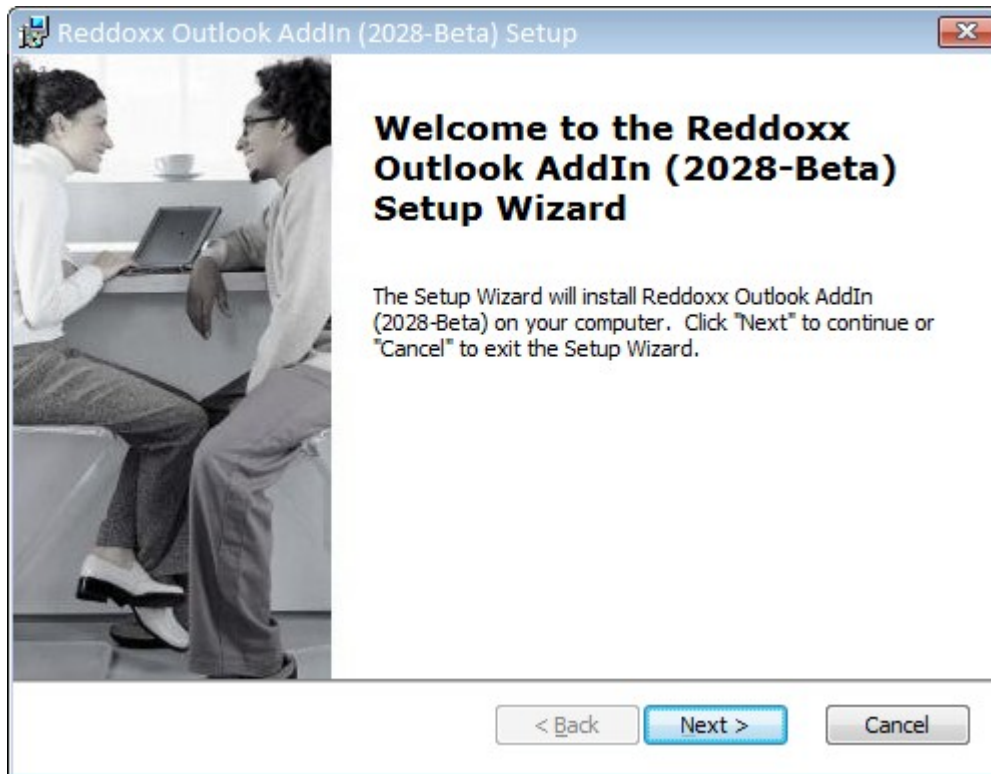 Reddoxx Outlook AddIn (2028-Beta) Setup
Welcome to the Reddoxx
Outlook AddIn (2028-Beta)
Setup Wizard
The Setup Wizard will install Reddoxx Outlook AddIn
(2028-Beta) on your computer.  Click "Next" to continue or
"Cancel" to exit the Setup Wizard.
< Back Next > Cancel